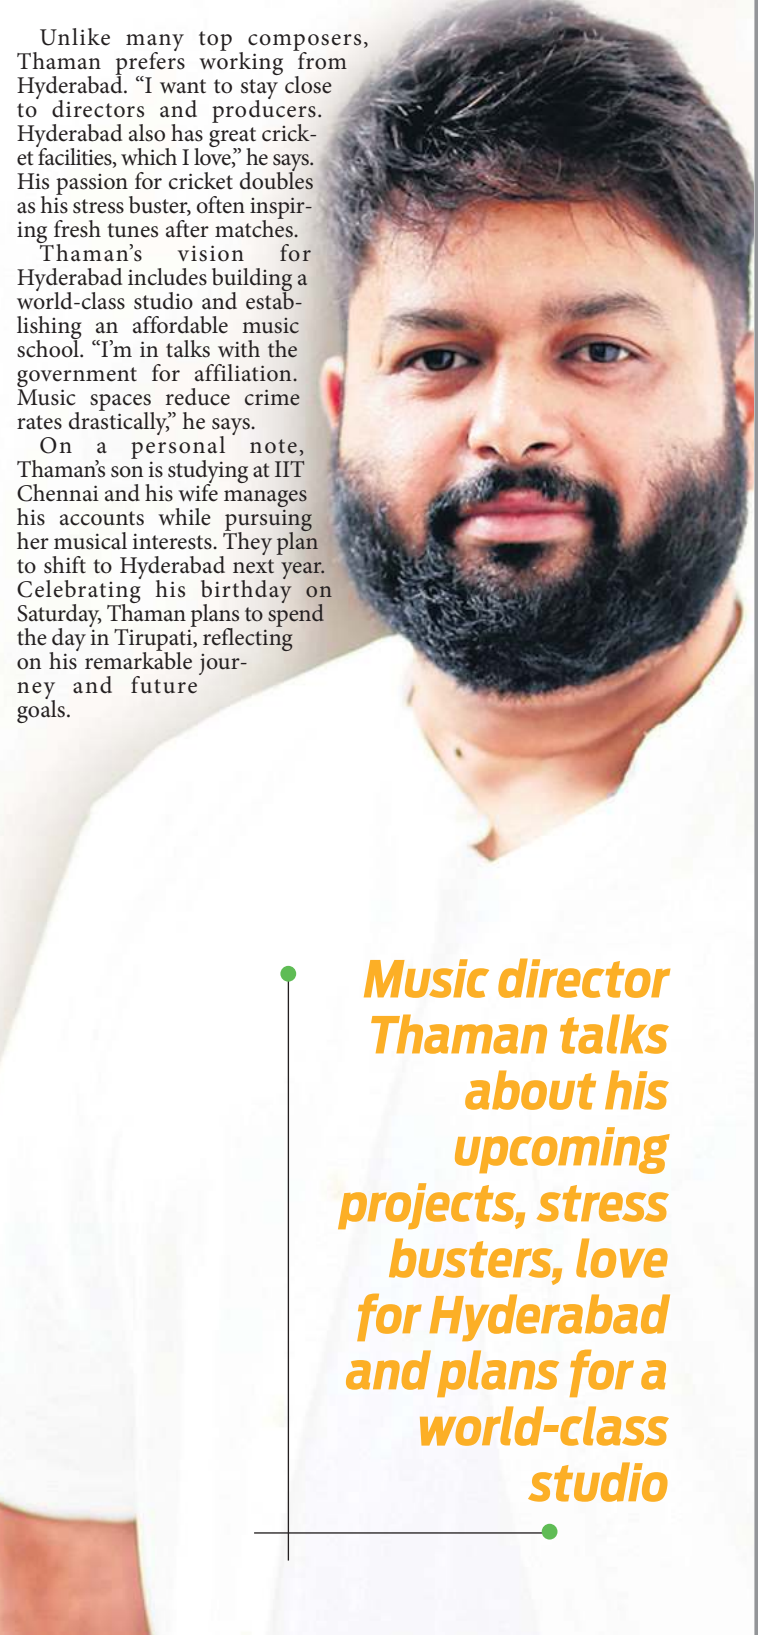 Unlike many top composers,
Thaman prefers working from
Hyderabad. “I want to stay close
to directors and producers.
Hyderabad also has great crick-
et facilities, which I love,” he says.
His passion for cricket doubles
as his stress buster, often inspir-
ing fresh tunes after matches.
Thaman’s vision for
Hyderabad includes building a
world-class studio and estab-
lishing an affordable music
school. “I’m in talks with the
government for affiliation.
Music spaces reduce crime
rates drastically,” he says.
On a personal note,
Thaman’s son is studying at IIT
Chennai and his wife manages
his accounts while pursuing
her musical interests. They plan
to shift to Hyderabad next year.
Celebrating his birthday on
Saturday, Thaman plans to spend
the day in Tirupati, reflecting
on his remarkable jour-
ney and future
goals.
Music director
Thaman talks
about his
upcoming
projects, stress
busters, love
for Hyderabad
and plans for a
world-class
studio